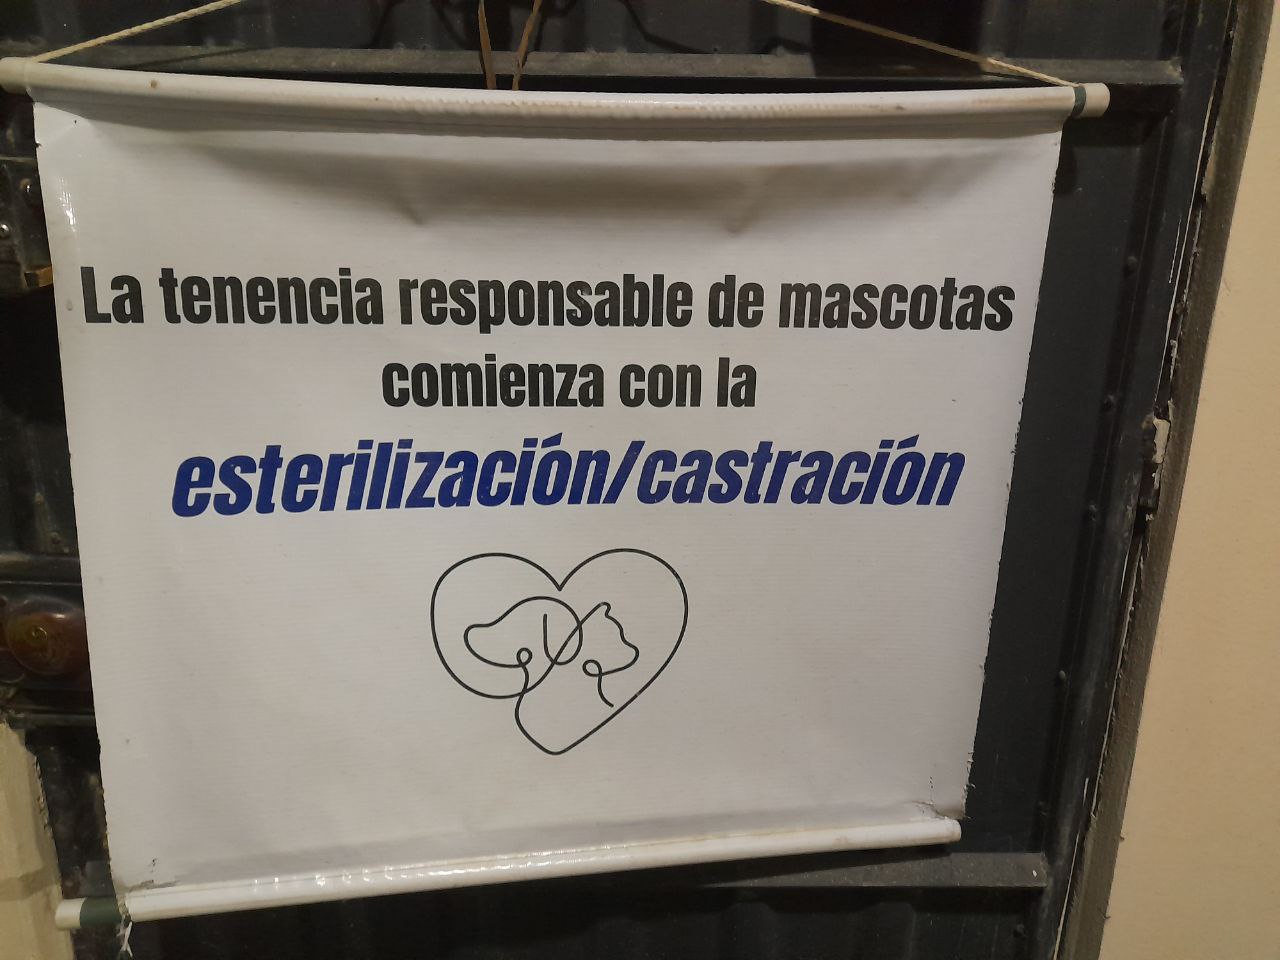 La tenencia responsable de mascotas
comienza con la
esterilización/castración